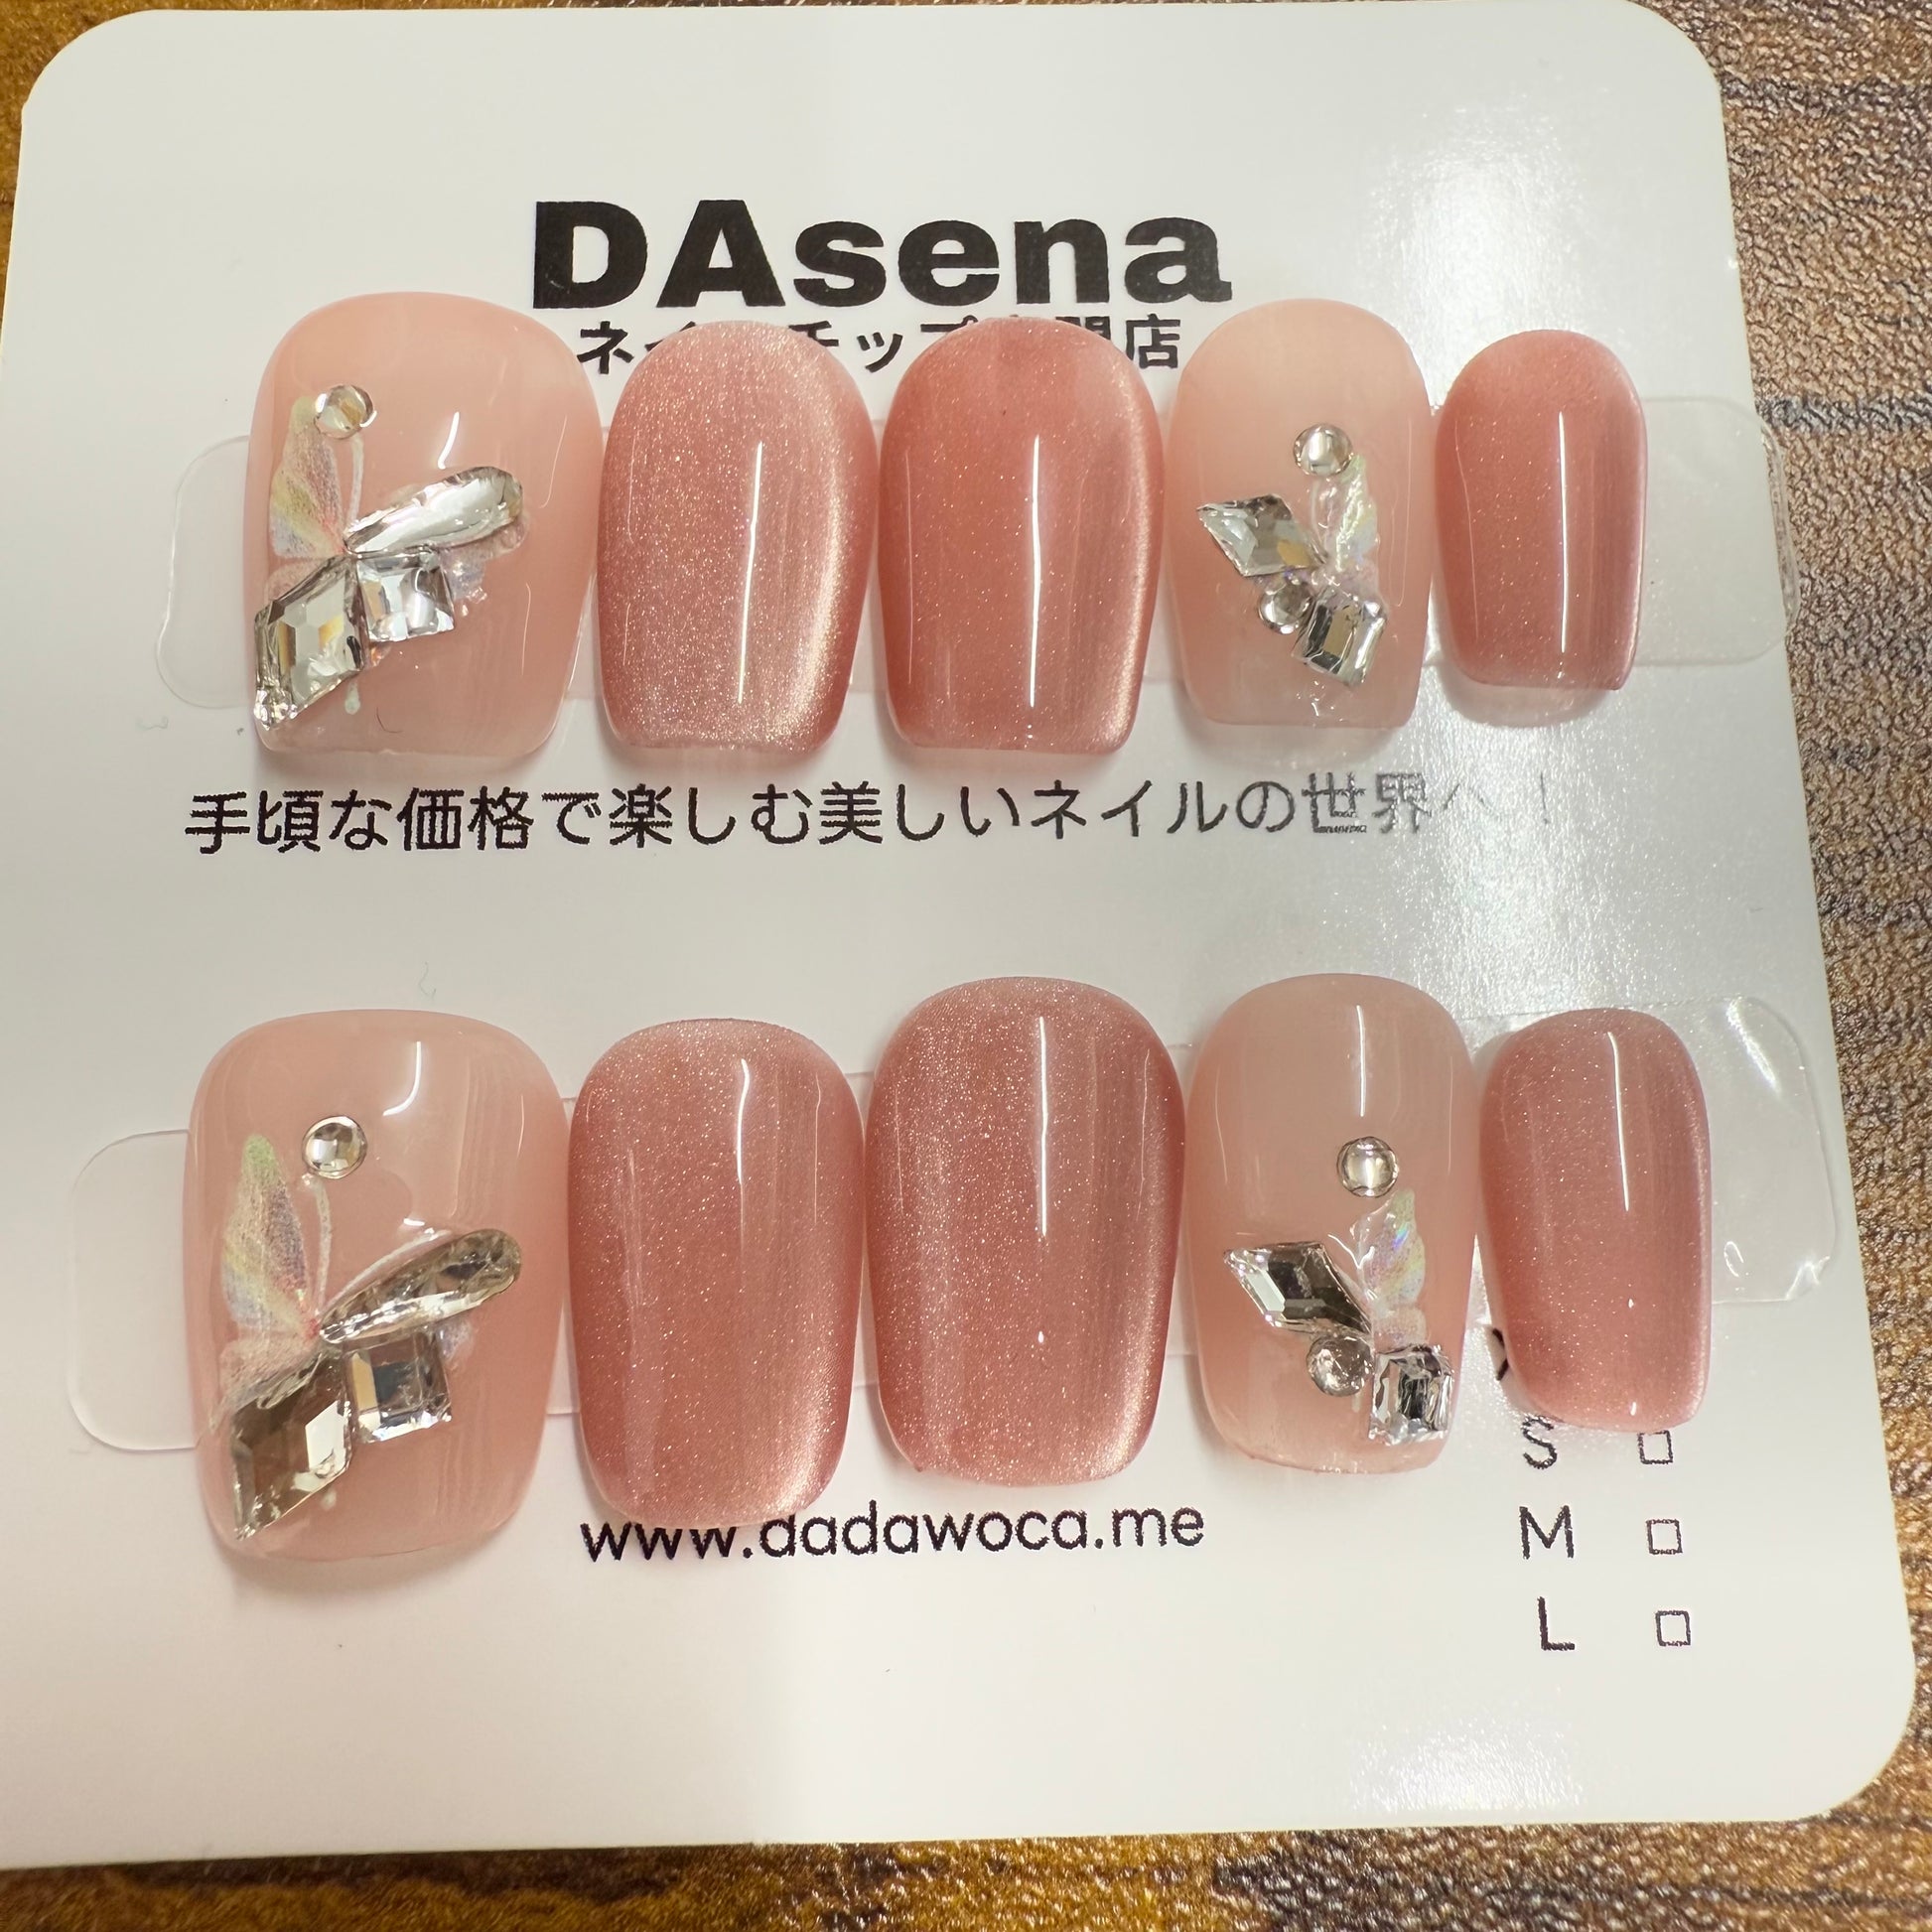 DAsena
手頃な価格で楽しむ美しいネイルの世界へ！
www.dadawoca.me
S □
M □
L □